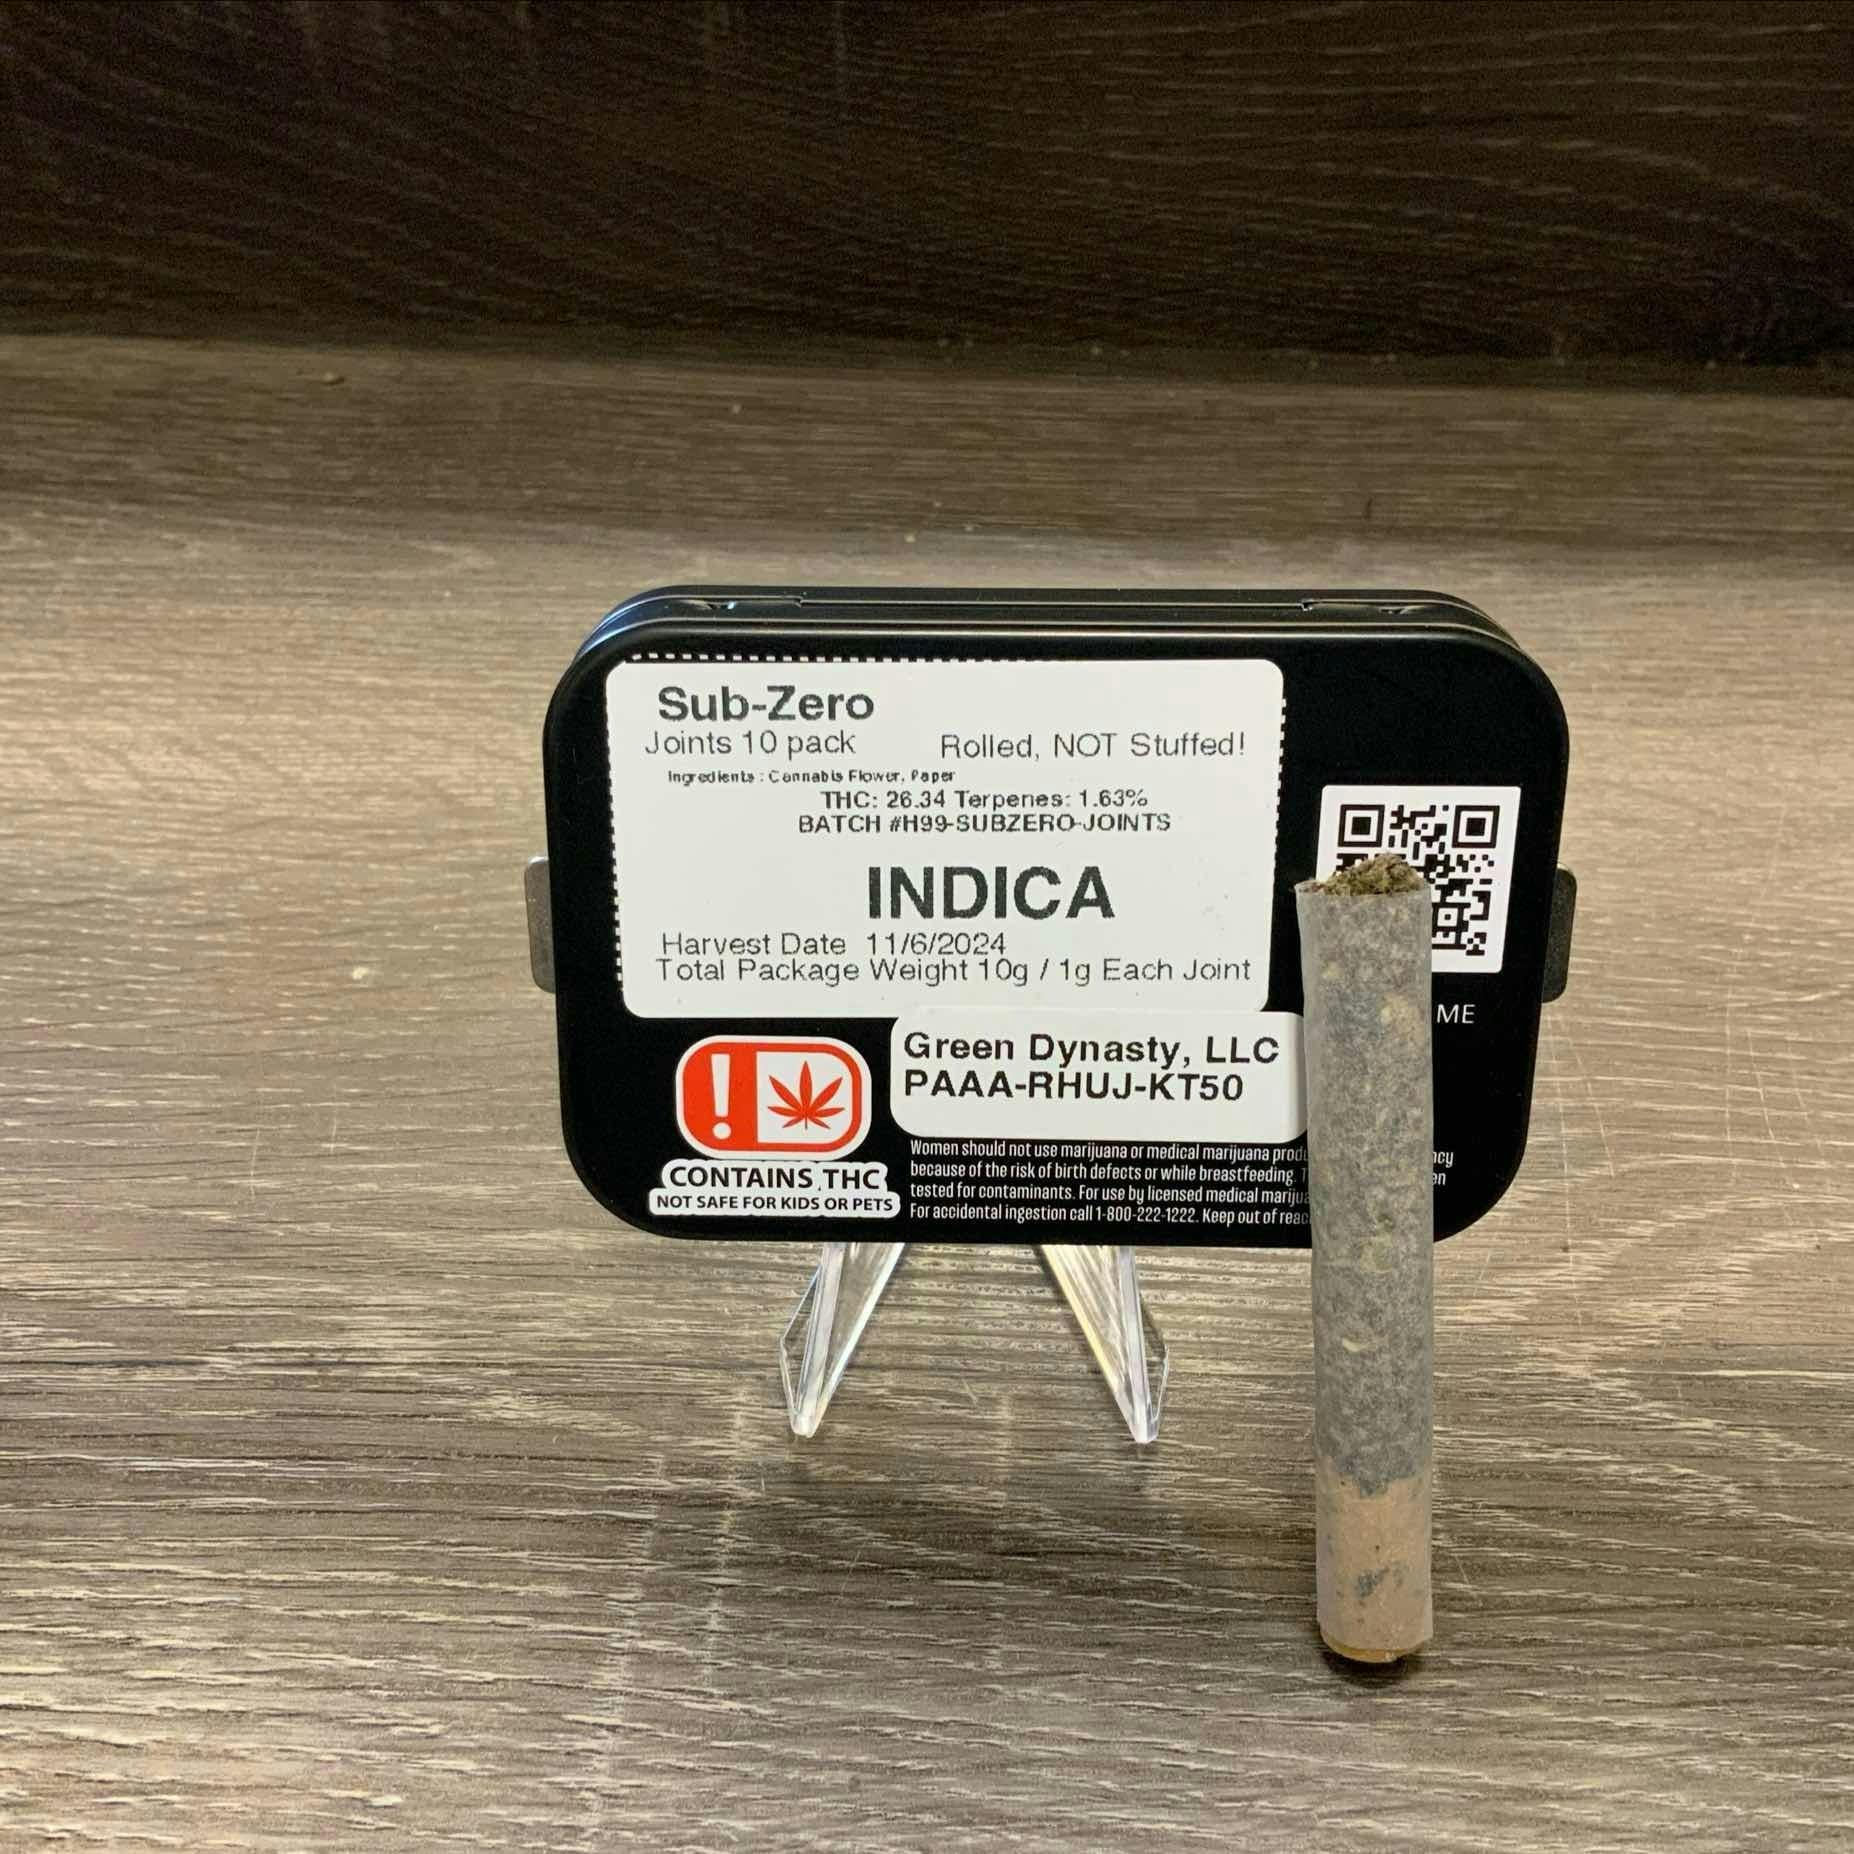 Sub-Zero
Joints 10 pack Rolled, NOT Stuffed!
Ingredients : Cannabis Flower, Paper
THC: 26.34 Terpenes: 1.63%
BATCH #H99-SUBZERO-JOINTS
INDICA
Harvest Date 11/6/2024
Total Package Weight 10g / 1g Each Joint
ME
Green Dynasty, LLC
PAAA-RHUJ-KT50
CONTAINS THC
NOT SAFE FOR KIDS OR PETS
Women should not use marijuana or medical marijuana
because of the risk of birth defects or while breastfeeding.
tested for contaminants. For use by licensed medical
For accidental ingestion call 1-800-222-1222. Keep out of